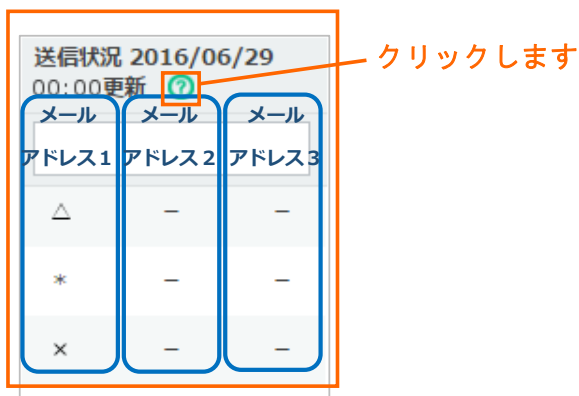 送信状況 2016/06/29
00:00更新 ?
クリックします
メール メール メール
アドレス1 アドレス2 アドレス3
△ − −
* − −
× − −